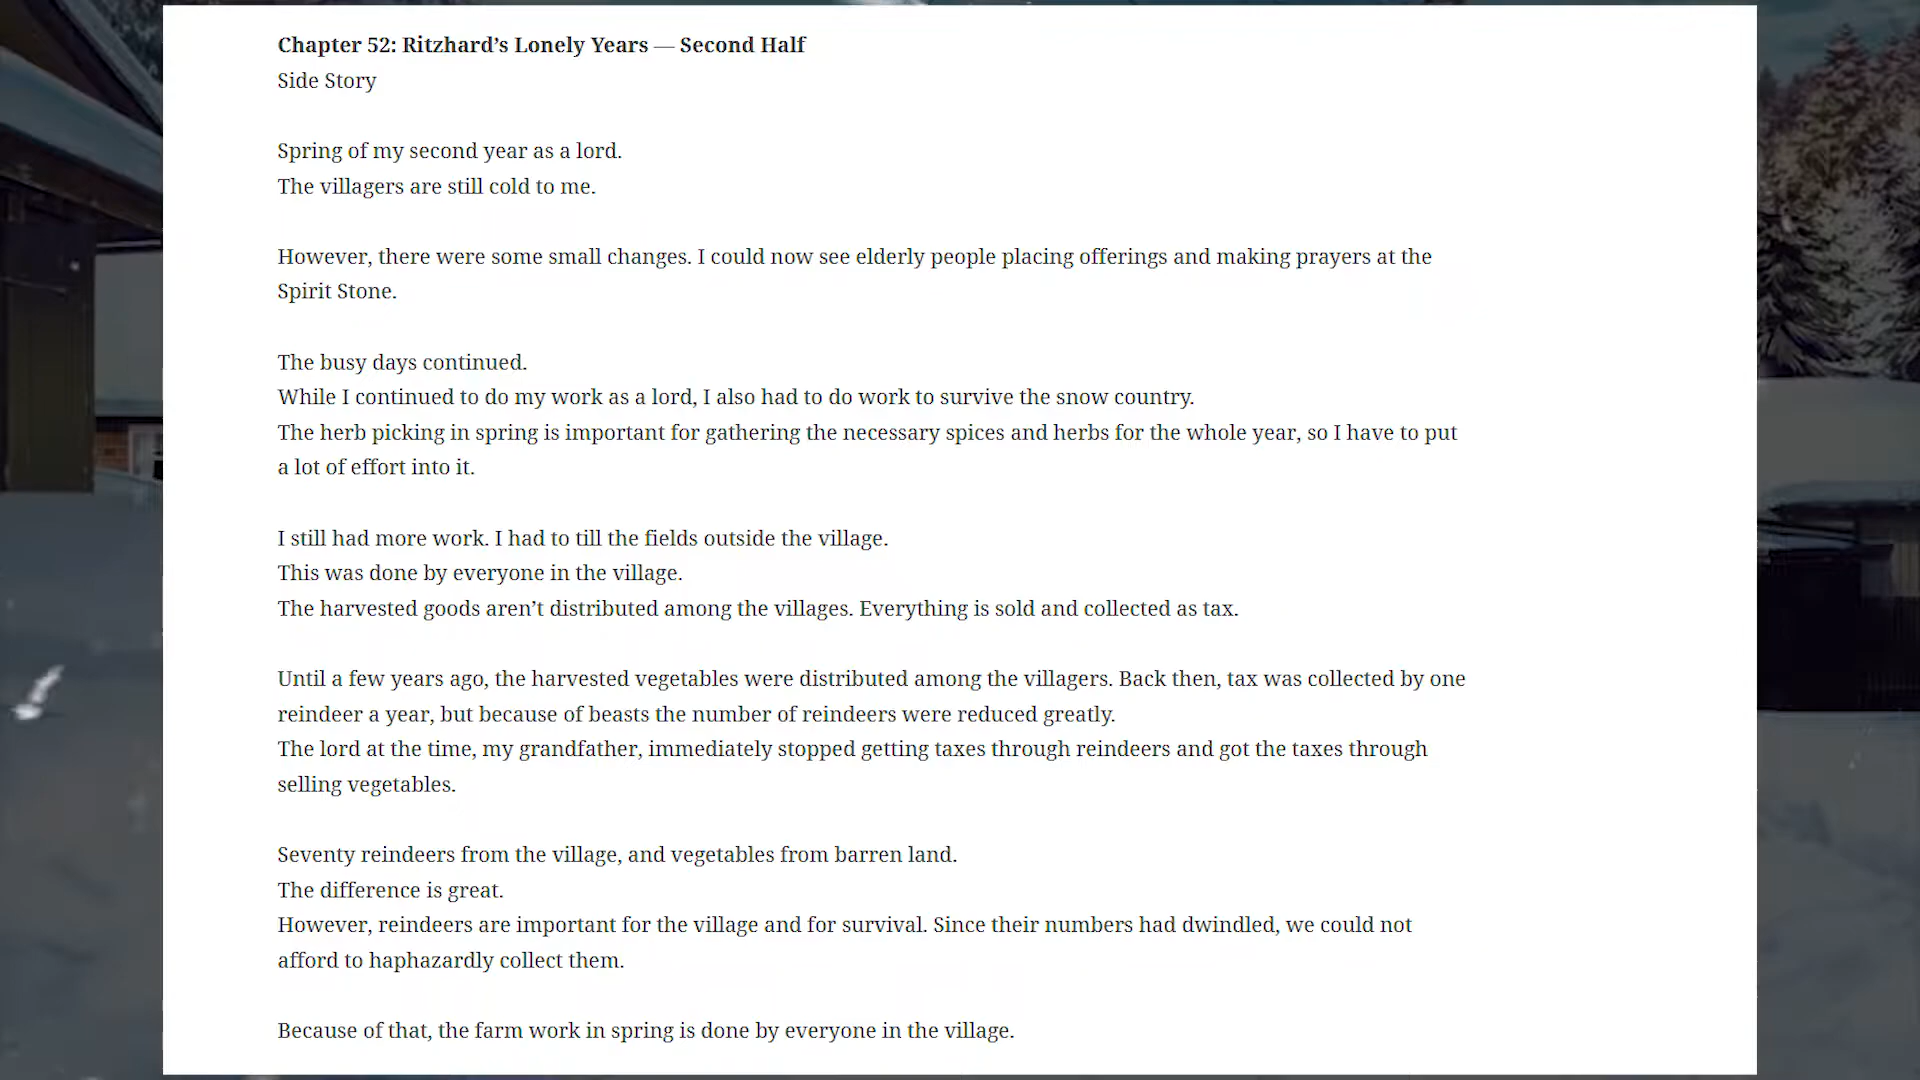 Chapter 52: Ritzhard’s Lonely Years — Second Half
Side Story
Spring of my second year as a lord.
The villagers are still cold to me.
However, there were some small changes. I could now see elderly people placing offerings and making prayers at the
Spirit Stone.
The busy days continued.
While I continued to do my work as a lord, I also had to do work to survive the snow country.
The herb picking in spring is important for gathering the necessary spices and herbs for the whole year, so I have to put
a lot of effort into it.
I still had more work. I had to till the fields outside the village.
This was done by everyone in the village.
The harvested goods aren’t distributed among the villages. Everything is sold and collected as tax.
Until a few years ago, the harvested vegetables were distributed among the villagers. Back then, tax was collected by one
reindeer a year, but because of beasts the number of reindeers were reduced greatly.
The lord at the time, my grandfather, immediately stopped getting taxes through reindeers and got the taxes through
selling vegetables.
Seventy reindeers from the village, and vegetables from barren land.
The difference is great.
However, reindeers are important for the village and for survival. Since their numbers had dwindled, we could not
afford to haphazardly collect them.
Because of that, the farm work in spring is done by everyone in the village.